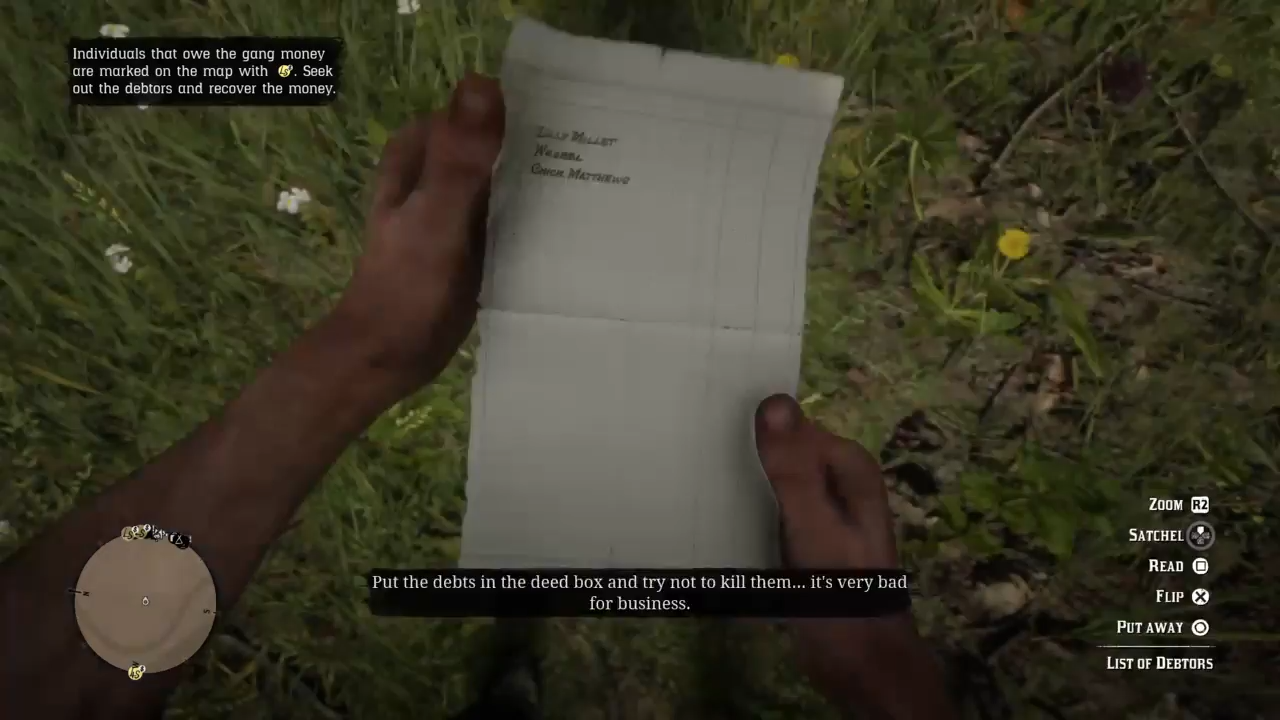 Individuals that owe the gang money
are marked on the map with LS. Seek
out the debtors and recover the money.
Lilly Millet
Wróbel
Chick Matthews
Zoom R2
Satchel
Read
Flip
Put away
List of Debtors
Put the debts in the deed box and try not to kill them... it's very bad
for business.